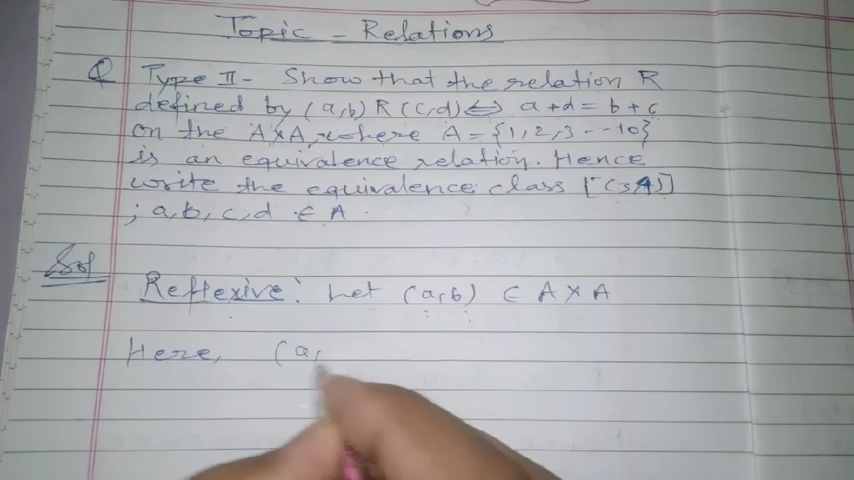 Topic - Relations
Q Type II - Show that the relation R
defined by (a,b) R (c,d) ⇔ a+d = b+c
on the A×A, where A = {1,2,3 - - 10}
is an equivalence relation. Hence
write the equivalence class [(3,4)]
; a,b,c,d ∈ A.
Sol
Reflexive: Let (a,b) ∈ A × A
Here, (a,